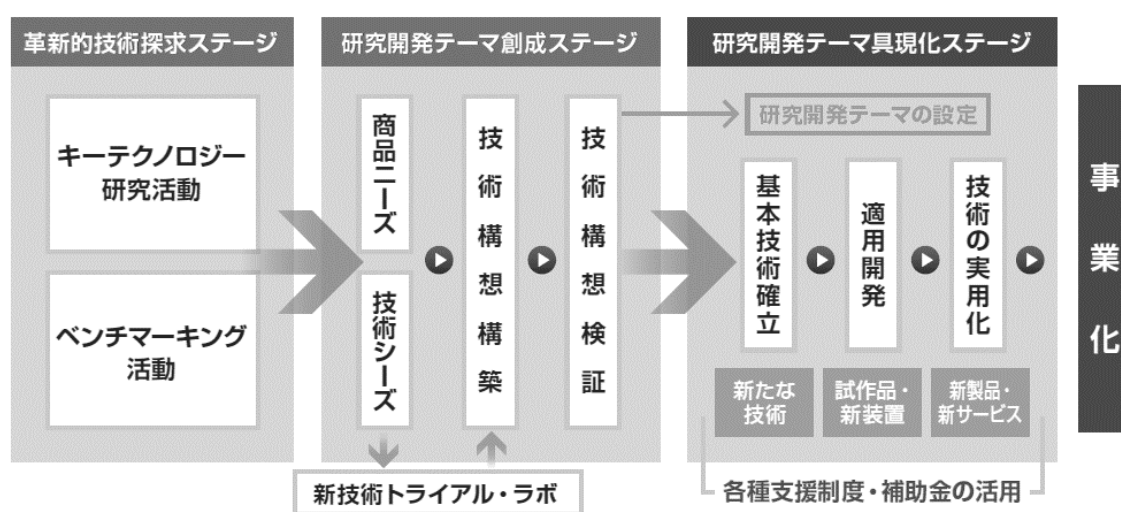 革新的技術探求ステージ
キーテクノロジー
研究活動
ベンチマーキング
活動
研究開発テーマ創成ステージ
商品ニーズ
技術シーズ
技術構想構築
技術構想検証
新技術トライアル・ラボ
研究開発テーマ具現化ステージ
研究開発テーマの設定
基本技術確立
適用開発
技術の実用化
新たな
技術
試作品・
新装置
新製品・
新サービス
各種支援制度・補助金の活用
事業化